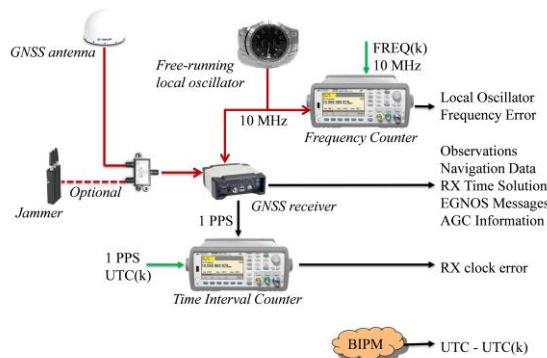 GNSS antenna
Free-running
local oscillator
FREQ(k)
10 MHz
10 MHz
Frequency Counter
Local Oscillator
Frequency Error
Optional
Jammer
GNSS receiver
Observations
Navigation Data
RX Time Solution
EGNOS Messages
AGC Information
1 PPS
1 PPS
UTC(k)
Time Interval Counter
RX clock error
BIPM
UTC - UTC(k)